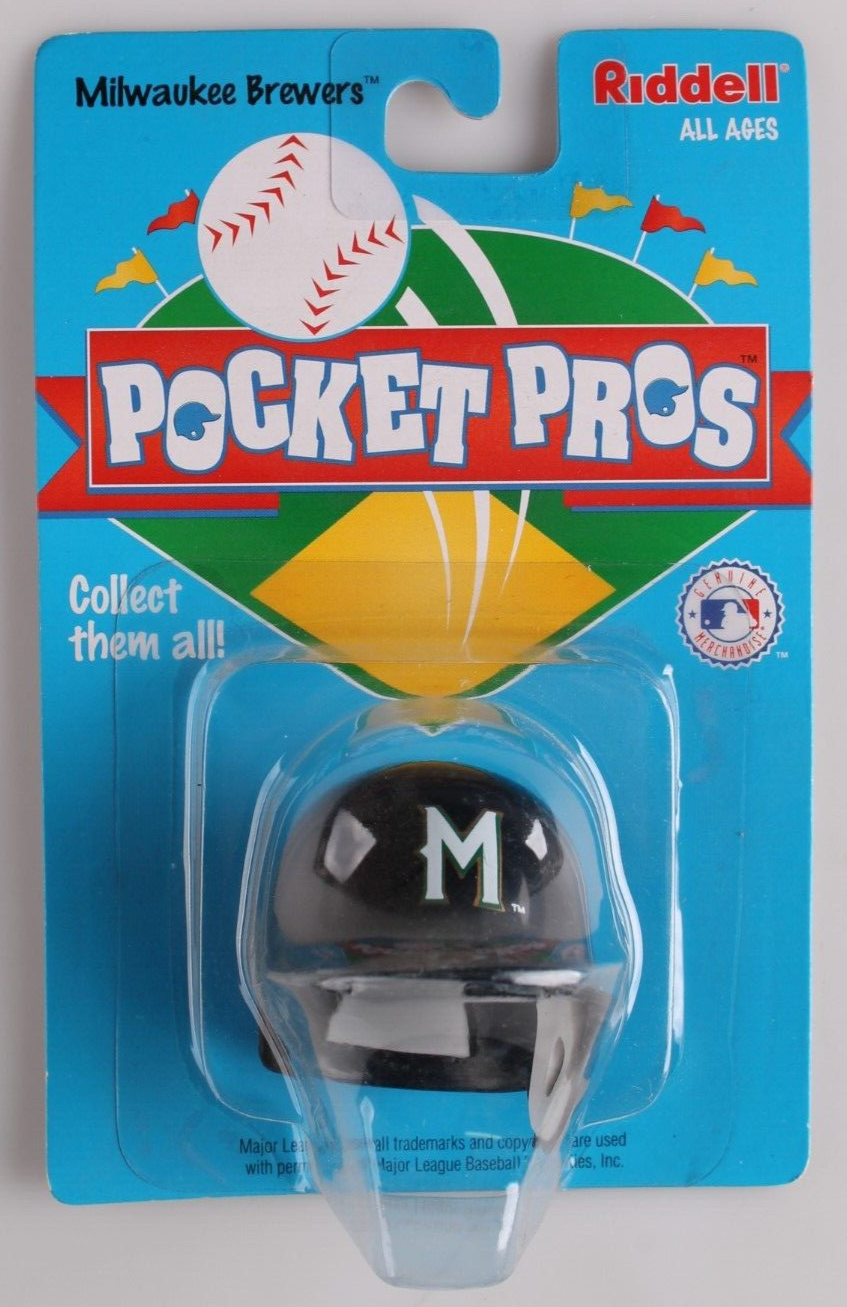 Milwaukee Brewers™
Riddell®
ALL AGES
POCKET PROS™
Collect
them all!
GENUINE
MERCHANDISE
™
M
™
Major Lea all trademarks and copy are used
with perm Major League Baseball ies, Inc.